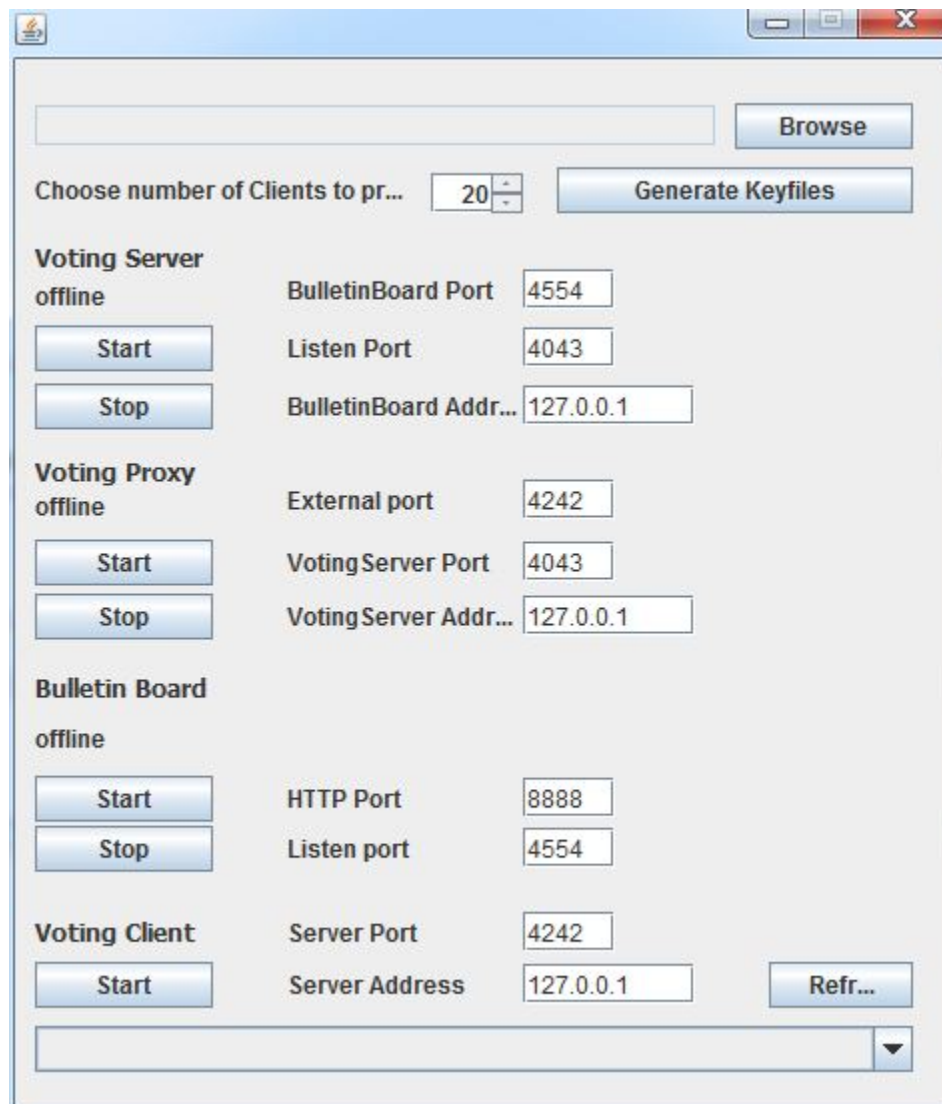 Browse
Choose number of Clients to pr... 20 Generate Keyfiles
Voting Server
offline BulletinBoard Port 4554
Start Listen Port 4043
Stop BulletinBoard Addr... 127.0.0.1
Voting Proxy
offline External port 4242
Start VotingServer Port 4043
Stop VotingServer Addr... 127.0.0.1
Bulletin Board
offline
Start HTTP Port 8888
Stop Listen port 4554
Voting Client Server Port 4242
Start Server Address 127.0.0.1 Refr...